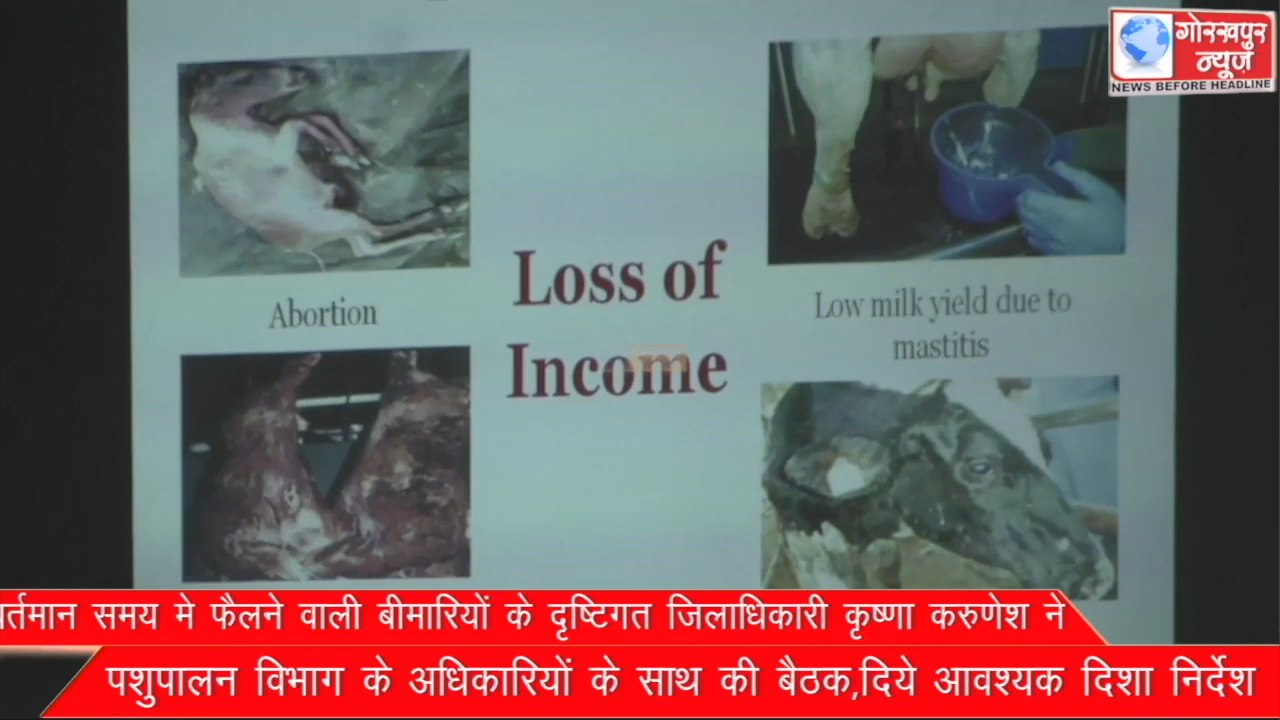 गोरखपुर
न्यूज़
NEWS BEFORE HEADLINE
Abortion
Loss of
Income
Low milk yield due to
mastitis
वर्तमान समय मे फैलने वाली बीमारियों के दृष्टिगत जिलाधिकारी कृष्णा करुणेश ने
पशुपालन विभाग के अधिकारियों के साथ की बैठक,दिये आवश्यक दिशा निर्देश